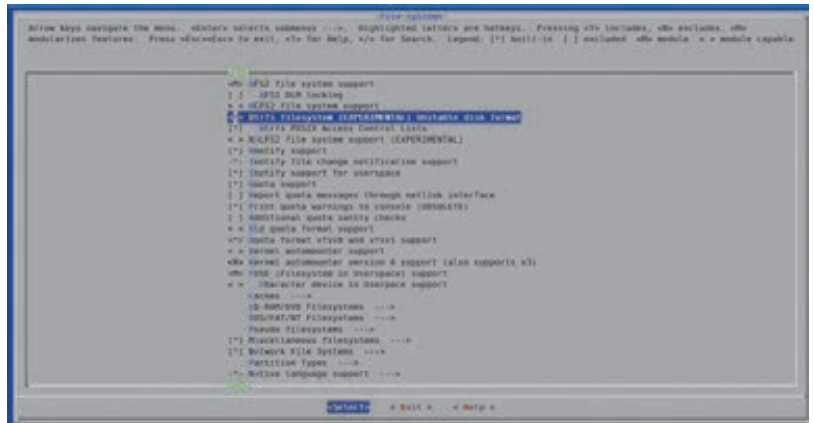 File systems
Arrow keys navigate the menu. <Enter> selects submenus --->. Highlighted letters are hotkeys. Pressing <Y> includes, <N> excludes, <M>
modularizes features. Press <Esc><Esc> to exit, <?> for Help, </> for Search. Legend: [*] built-in [ ] excluded <M> module < > module capable
<M> GFS2 file system support
[ ] GFS2 DLM locking
< > OCFS2 file system support
Btrfs filesystem (EXPERIMENTAL) Unstable disk format
[*] Btrfs POSIX Access Control Lists
< > NILFS2 file system support (EXPERIMENTAL)
[*] Dnotify support
-*- Inotify file change notification support
[*] Inotify support for userspace
[*] Quota support
[ ] Report quota messages through netlink interface
[*] Print quota warnings to console (OBSOLETE)
[ ] Additional quota sanity checks
< > Old quota format support
<*> Quota format vfsv0 and vfsv1 support
< > Kernel automounter support
<M> Kernel automounter version 4 support (also supports v3)
<M> FUSE (Filesystem in Userspace) support
< > Character device in Userspace support
Caches --->
CD-ROM/DVD Filesystems --->
DOS/FAT/NT Filesystems --->
Pseudo filesystems --->
[*] Miscellaneous filesystems --->
[*] Network File Systems --->
Partition Types --->
-*- Native language support --->
<Select> < Exit > < Help >